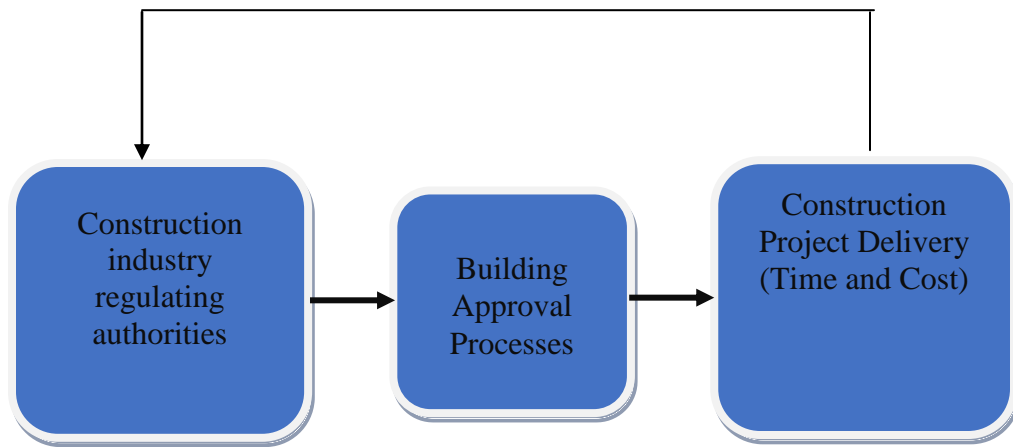 Construction
industry
regulating
authorities
Building
Approval
Processes
Construction
Project Delivery
(Time and Cost)